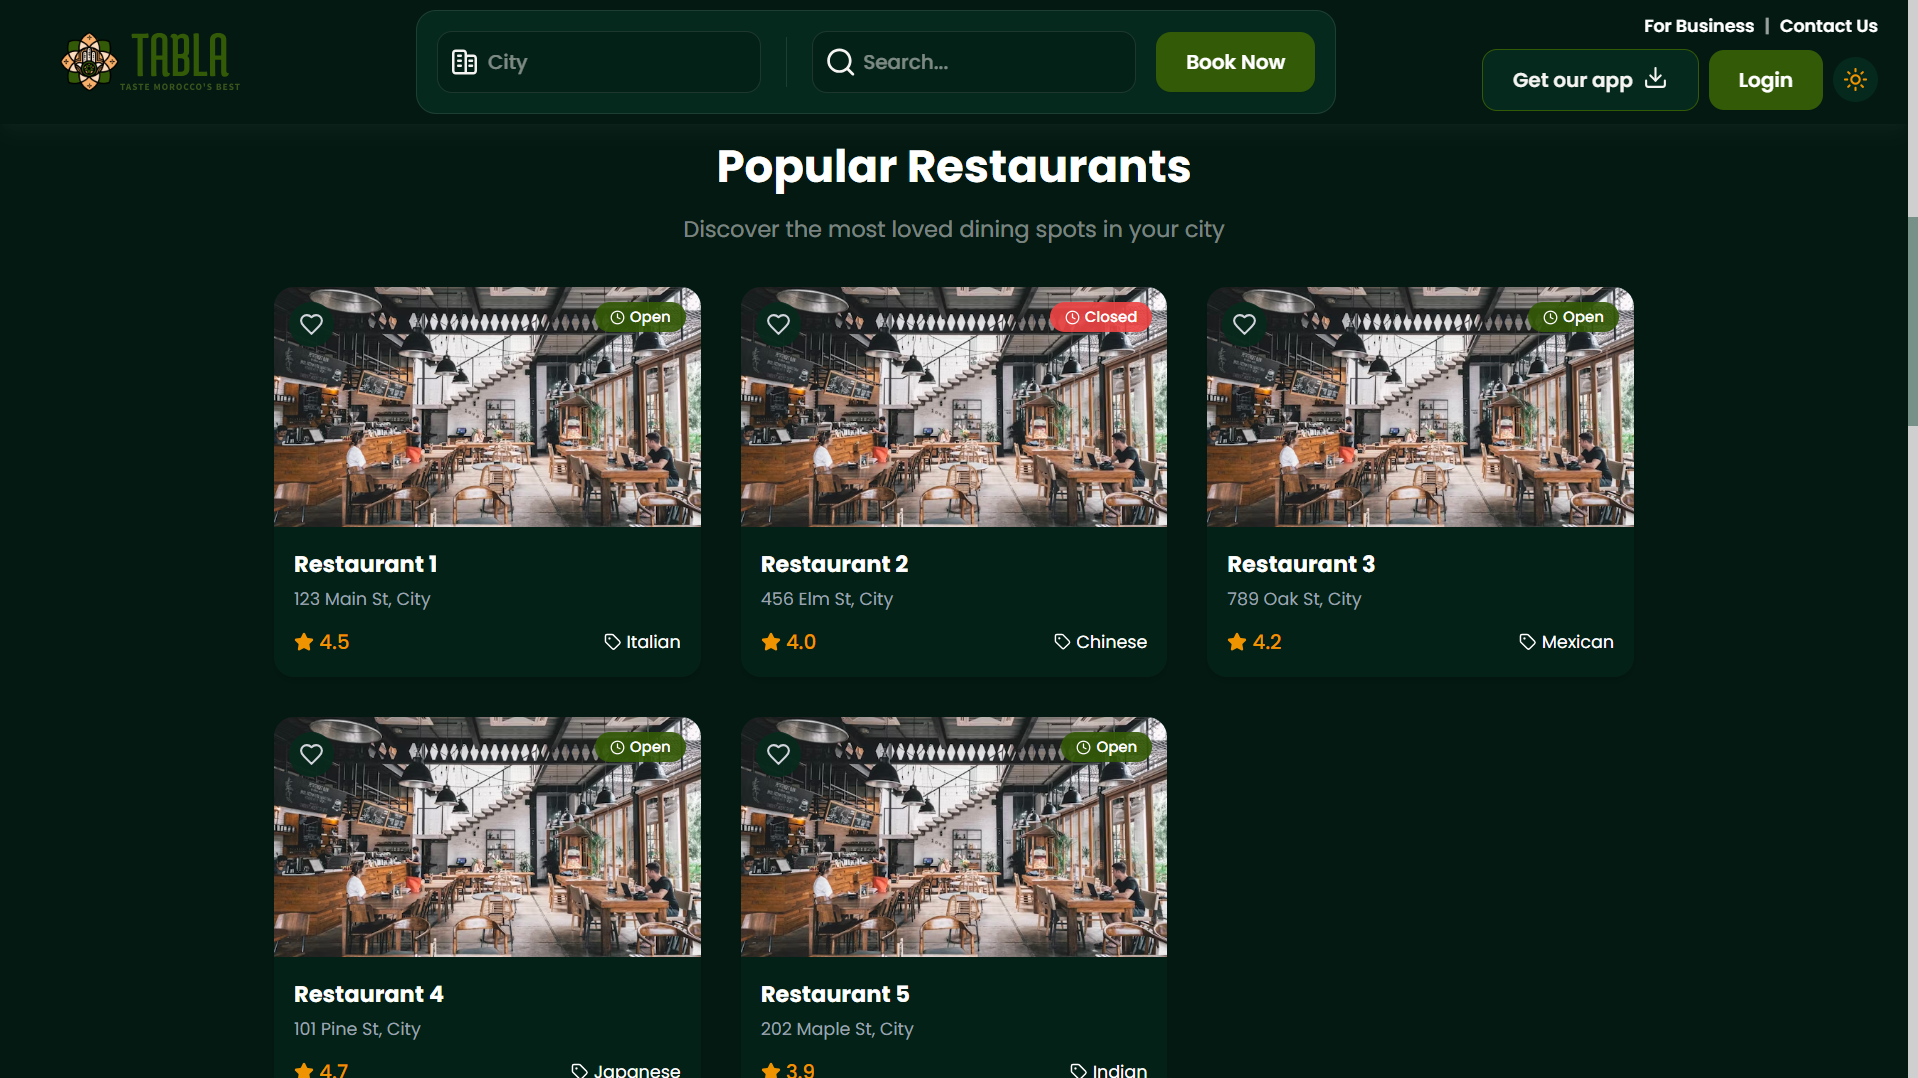 TABLA
TASTE MOROCCO'S BEST
City
Search...
Book Now
For Business | Contact Us
Get our app
Login
Popular Restaurants
Discover the most loved dining spots in your city
Open
Closed
Open
Restaurant 1
123 Main St, City
4.5
Italian
Restaurant 2
456 Elm St, City
4.0
Chinese
Restaurant 3
789 Oak St, City
4.2
Mexican
Open
Open
Restaurant 4
101 Pine St, City
4.7
Japanese
Restaurant 5
202 Maple St, City
3.9
Indian